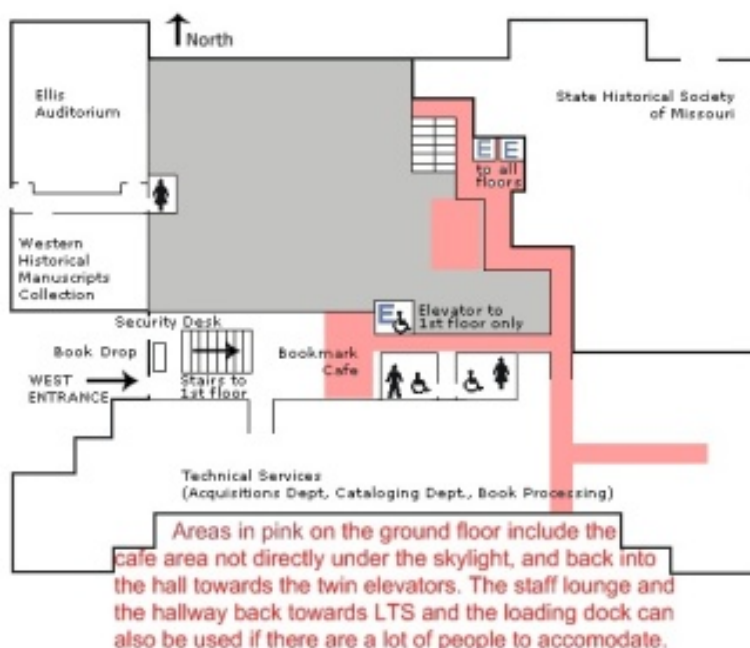 North
Ellis
Auditorium
State Historical Society
of Missouri
E E
to all
floors
Western
Historical
Manuscripts
Collection
E
Elevator to
1st floor only
Security Desk
Book Drop
Bookmark
Cafe
WEST
ENTRANCE
Stairs to
1st floor
Technical Services
(Acquisitions Dept, Cataloging Dept., Book Processing)
Areas in pink on the ground floor include the
cafe area not directly under the skylight, and back into
the hall towards the twin elevators. The staff lounge and
the hallway back towards LTS and the loading dock can
also be used if there are a lot of people to accomodate.